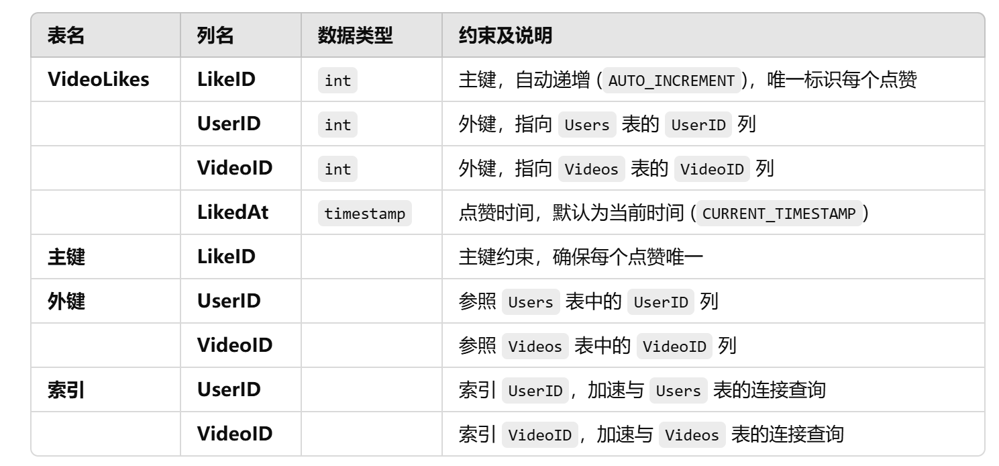 表名 列名 数据类型 约束及说明
VideoLikes LikeID int 主键，自动递增 ( AUTO_INCREMENT )，唯一标识每个点赞
UserID int 外键，指向 Users 表的 UserID 列
VideoID int 外键，指向 Videos 表的 VideoID 列
LikedAt timestamp 点赞时间，默认为当前时间 ( CURRENT_TIMESTAMP )
主键 LikeID 主键约束，确保每个点赞唯一
外键 UserID 参照 Users 表中的 UserID 列
VideoID 参照 Videos 表中的 VideoID 列
索引 UserID 索引 UserID ，加速与 Users 表的连接查询
VideoID 索引 VideoID ，加速与 Videos 表的连接查询